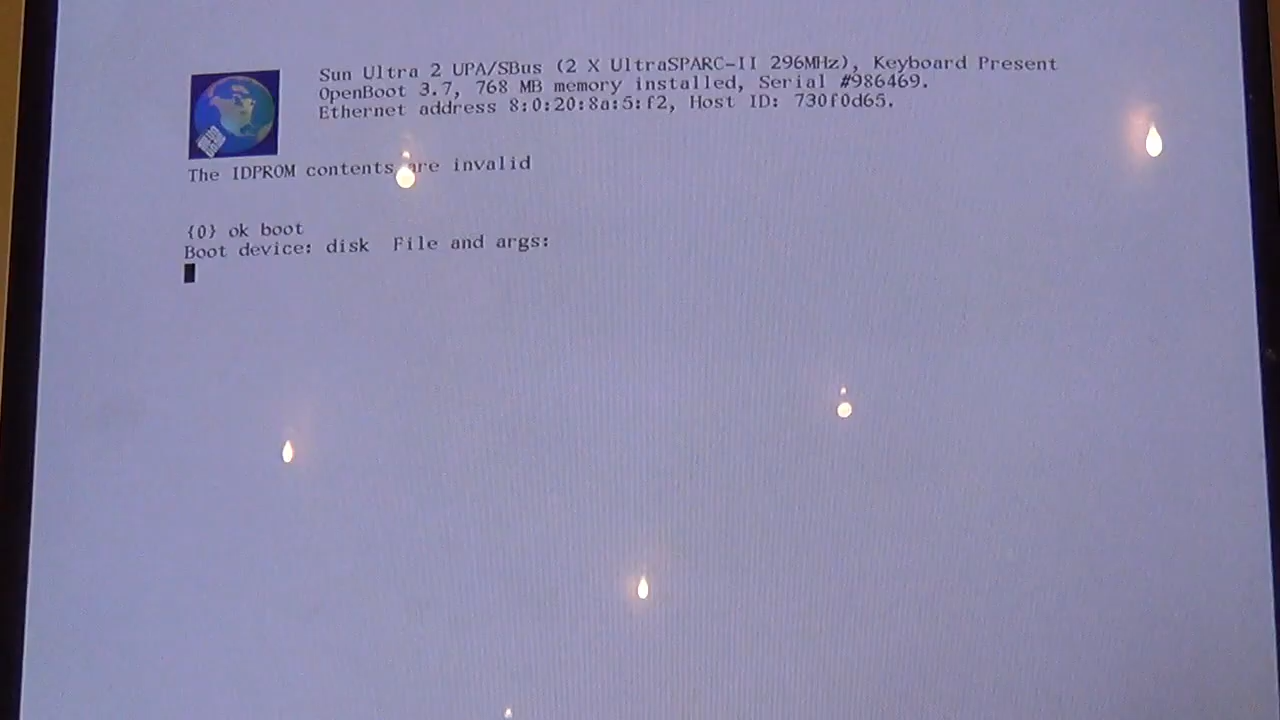 Sun Ultra 2 UPA/SBus (2 X UltraSPARC-II 296MHz), Keyboard Present
OpenBoot 3.7, 768 MB memory installed, Serial #986469.
Ethernet address 8:0:20:8a:5:f2, Host ID: 730f0d65.
The IDPROM contents are invalid
{0} ok boot
Boot device: disk  File and args: